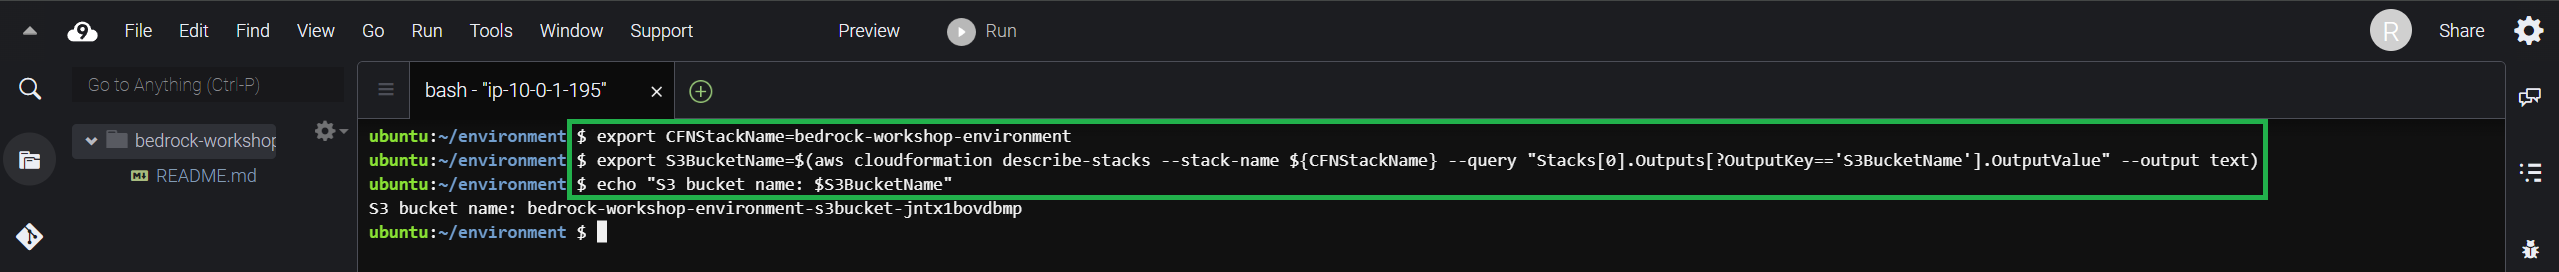 File Edit Find View Go Run Tools Window Support Preview Run R Share
Go to Anything (Ctrl-P)
bash - "ip-10-0-1-195"
bedrock-workshop
README.md
ubuntu:~/environment $ export CFNStackName=bedrock-workshop-environment
ubuntu:~/environment $ export S3BucketName=$(aws cloudformation describe-stacks --stack-name ${CFNStackName} --query "Stacks[0].Outputs[?OutputKey=='S3BucketName'].OutputValue" --output text)
ubuntu:~/environment $ echo "S3 bucket name: $S3BucketName"
S3 bucket name: bedrock-workshop-environment-s3bucket-jntx1bovdbmp
ubuntu:~/environment $